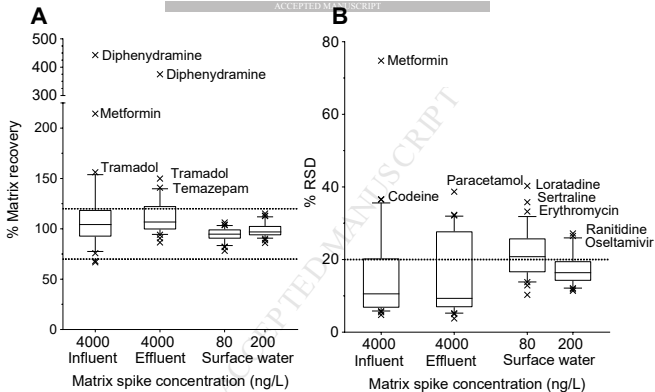 ACCEPTED MANUSCRIPT
A
B
500
400
300
200
150
100
50
0
% Matrix recovery
Diphendydramine
Diphendydramine
Metformin
Tramadol
Tramadol
Temazepam
4000 4000 80 200
Influent Effluent Surface water
Matrix spike concentration (ng/L)
80
60
40
20
0
% RSD
Metformin
Codeine
Paracetamol
Loratadine
Sertraline
Erythromycin
Ranitidine
Oseltamivir
4000 4000 80 200
Influent Effluent Surface water
Matrix spike concentration (ng/L)
ACCEPTED MANUSCRIPT